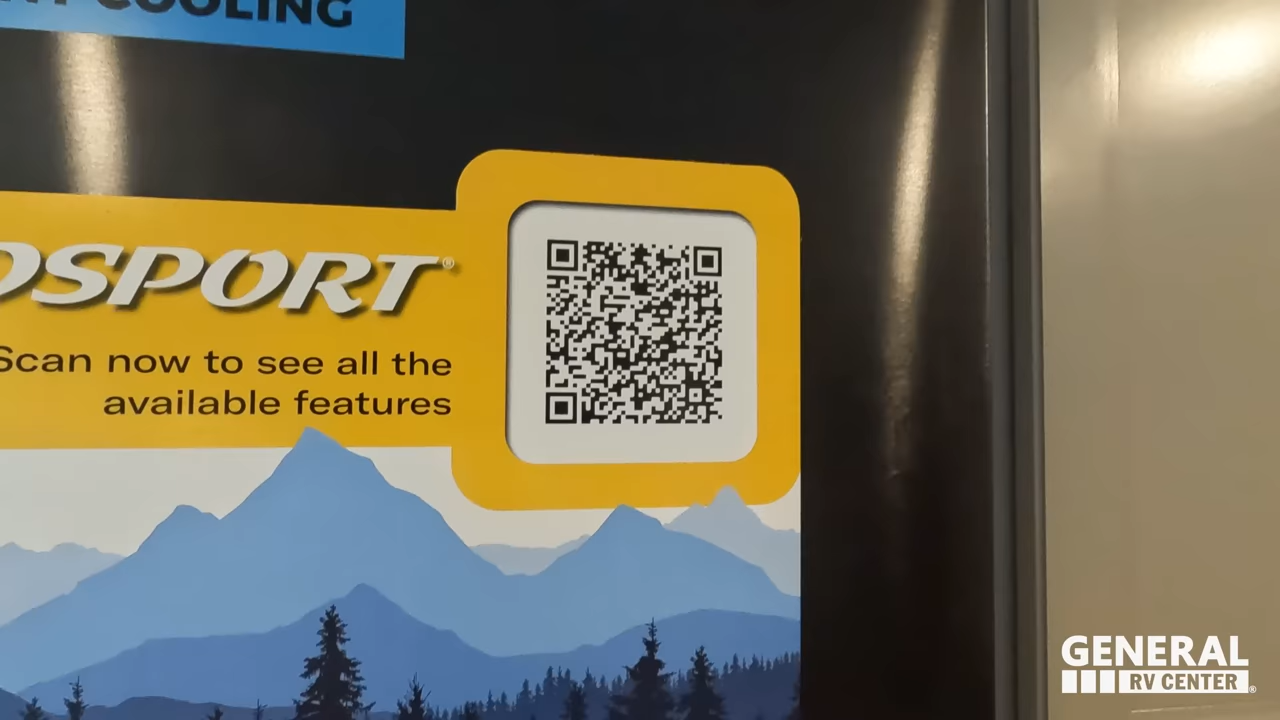 COOLING
OSPORT®
Scan now to see all the
available features
GENERAL
RV CENTER®